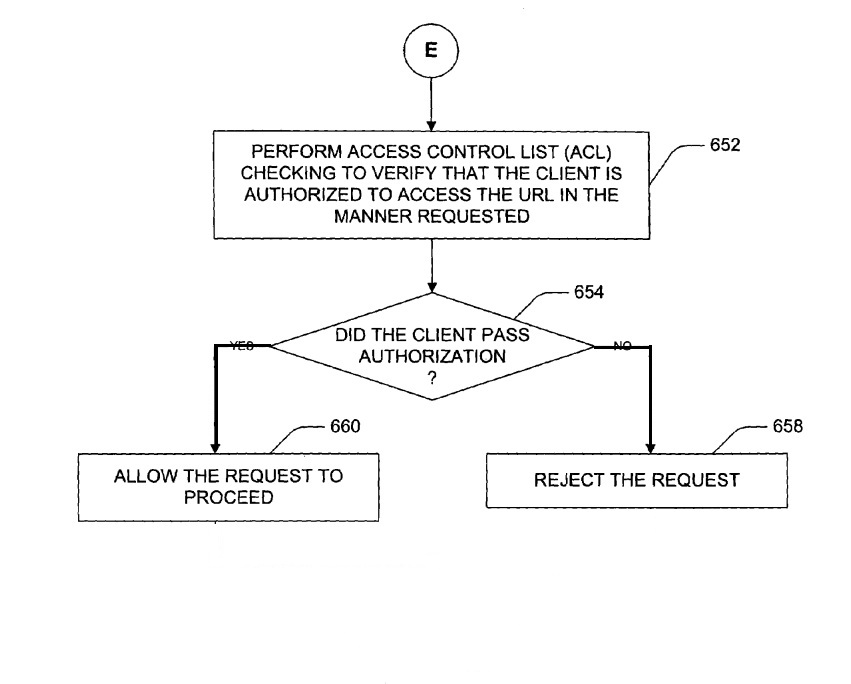 E
PERFORM ACCESS CONTROL LIST (ACL)
CHECKING TO VERIFY THAT THE CLIENT IS
AUTHORIZED TO ACCESS THE URL IN THE
MANNER REQUESTED
652
654
DID THE CLIENT PASS
AUTHORIZATION
?
YES
NO
660
ALLOW THE REQUEST TO
PROCEED
658
REJECT THE REQUEST